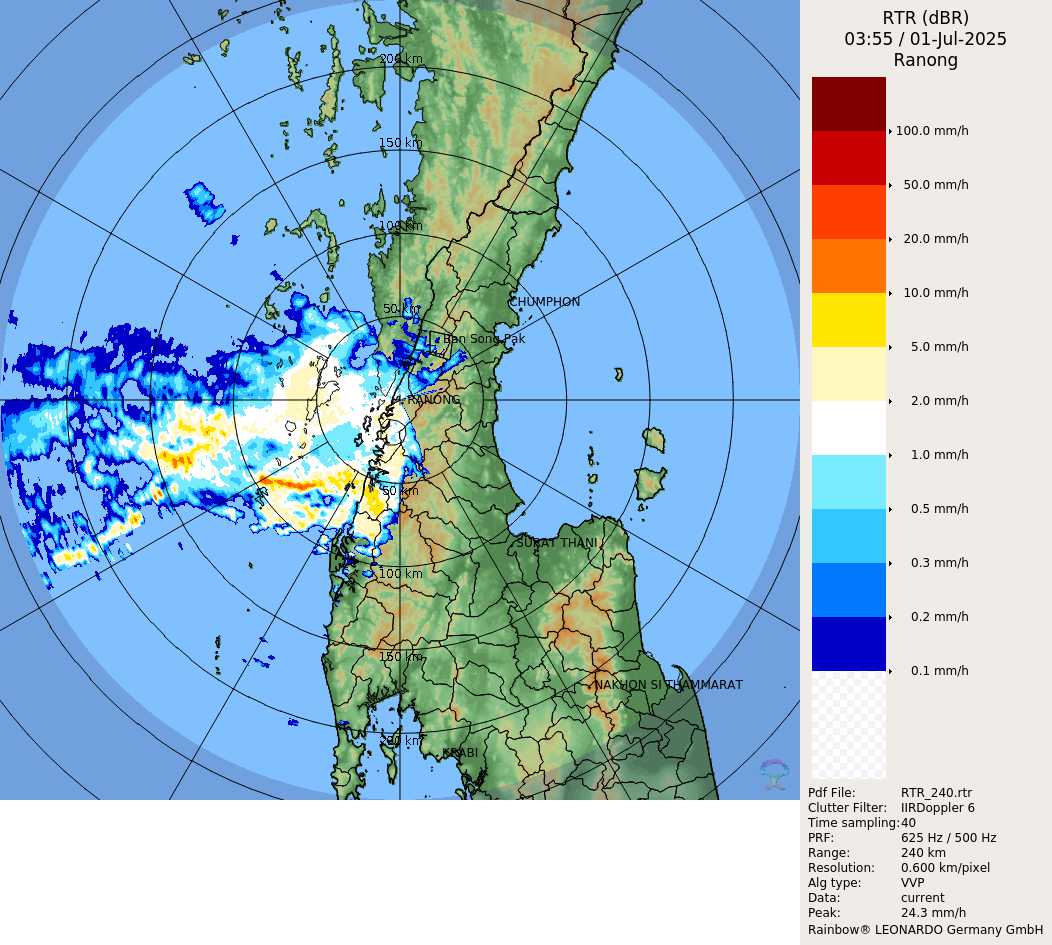 RTR (dBR)
03:55 / 01-Jul-2025
Ranong
100.0 mm/h
50.0 mm/h
20.0 mm/h
10.0 mm/h
5.0 mm/h
2.0 mm/h
1.0 mm/h
0.5 mm/h
0.3 mm/h
0.2 mm/h
0.1 mm/h
200 km
150 km
100 km
CHUMPHON
50 km
Ban Song Pak
RANONG
50 km
SURAT THANI
100 km
150 km
NAKHON SI THAMMARAT
200 km
KRABI
Pdf File: RTR_240.rtr
Clutter Filter: IIRDoppler 6
Time sampling: 40
PRF: 625 Hz / 500 Hz
Range: 240 km
Resolution: 0.600 km/pixel
Alg type: VVP
Data: current
Peak: 24.3 mm/h
Rainbow® LEONARDO Germany GmbH